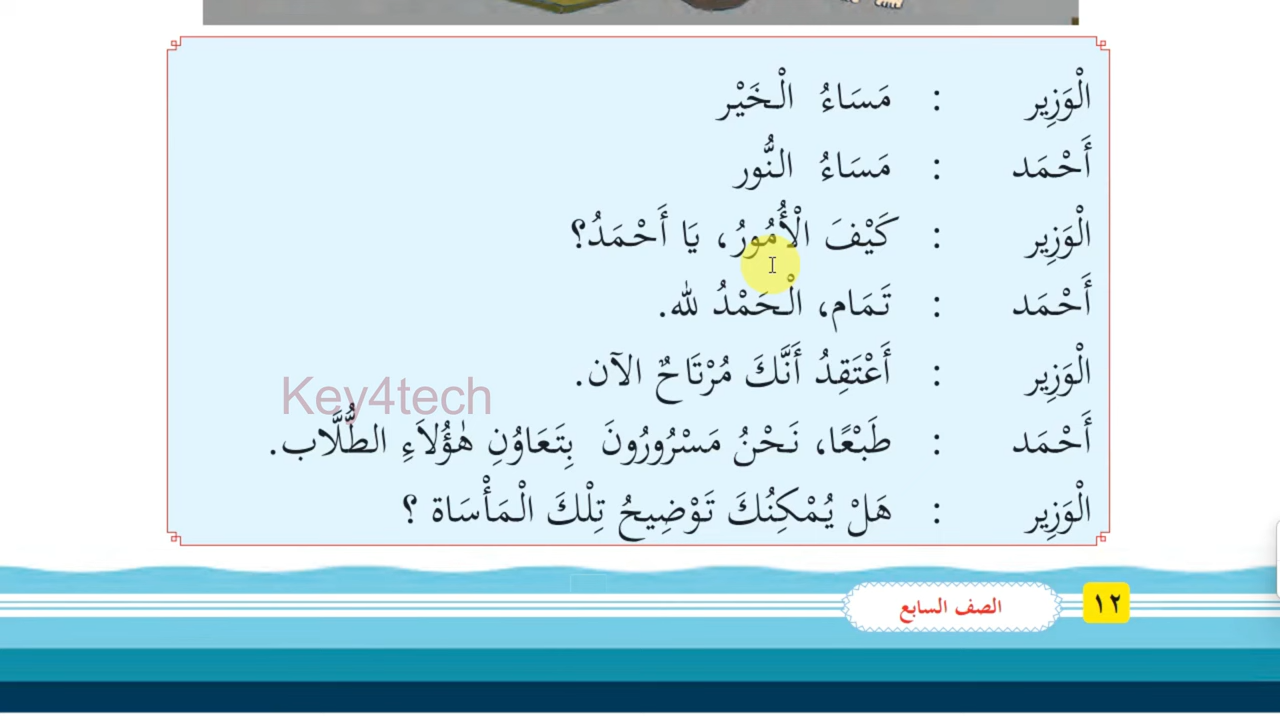 الْوَزِير : مَسَاءُ الْخَيْر
أَحْمَد : مَسَاءُ النُّور
الْوَزِير : كَيْفَ الْأُمُورُ، يَا أَحْمَدُ؟
أَحْمَد : تَمَام، الْحَمْدُ لله.
الْوَزِير : أَعْتَقِدُ أَنَّكَ مُرْتَاحٌ الآن.
Key4tech
أَحْمَد : طَبْعًا، نَحْنُ مَسْرُورُونَ بِتَعَاوُنِ هٰؤُلاَءِ الطُّلَّاب.
الْوَزِير : هَلْ يُمْكِنُكَ تَوْضِيحُ تِلْكَ الْمَأْسَاة ؟
١٢ الصف السابع